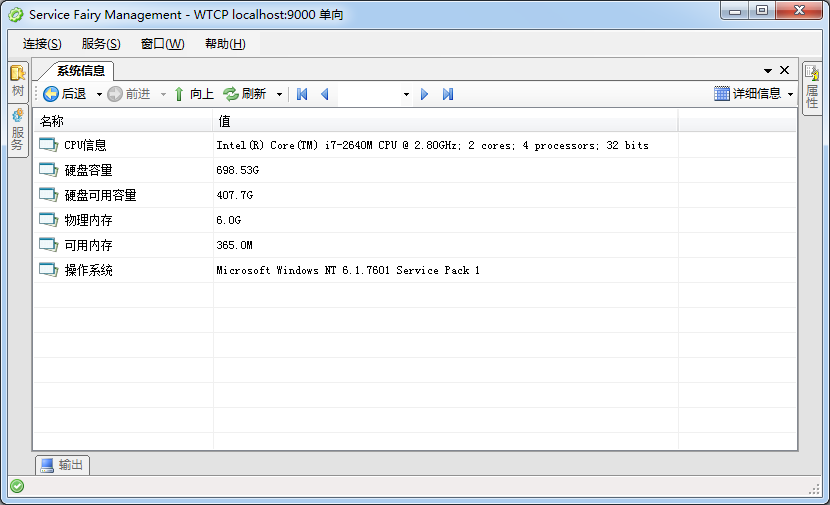 Service Fairy Management - WTCP localhost:9000 单向
连接(S) 服务(S) 窗口(W) 帮助(H)
树
服务
系统信息
后退 前进 向上 刷新 详细信息
属性
名称 值
CPU信息 Intel(R) Core(TM) i7-2640M CPU @ 2.80GHz; 2 cores; 4 processors; 32 bits
硬盘容量 698.53G
硬盘可用容量 407.7G
物理内存 6.0G
可用内存 365.0M
操作系统 Microsoft Windows NT 6.1.7601 Service Pack 1
输出